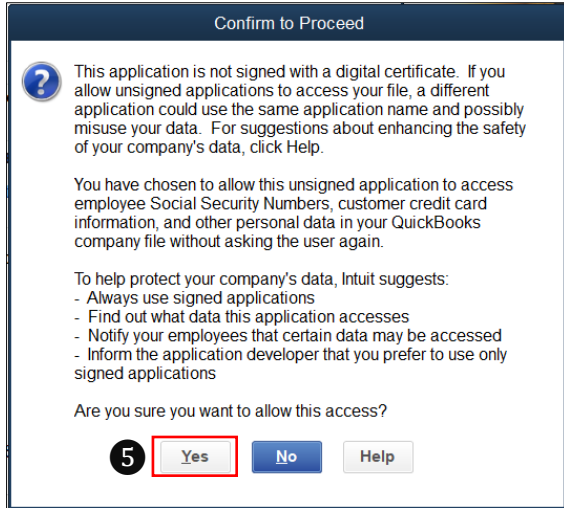 Confirm to Proceed
This application is not signed with a digital certificate.  If you
allow unsigned applications to access your file, a different
application could use the same application name and possibly
misuse your data.  For suggestions about enhancing the safety
of your company's data, click Help.
You have chosen to allow this unsigned application to access
employee Social Security Numbers, customer credit card
information, and other personal data in your QuickBooks
company file without asking the user again.
To help protect your company's data, Intuit suggests:
- Always use signed applications
- Find out what data this application accesses
- Notify your employees that certain data may be accessed
- Inform the application developer that you prefer to use only
signed applications
Are you sure you want to allow this access?
5 Yes No Help